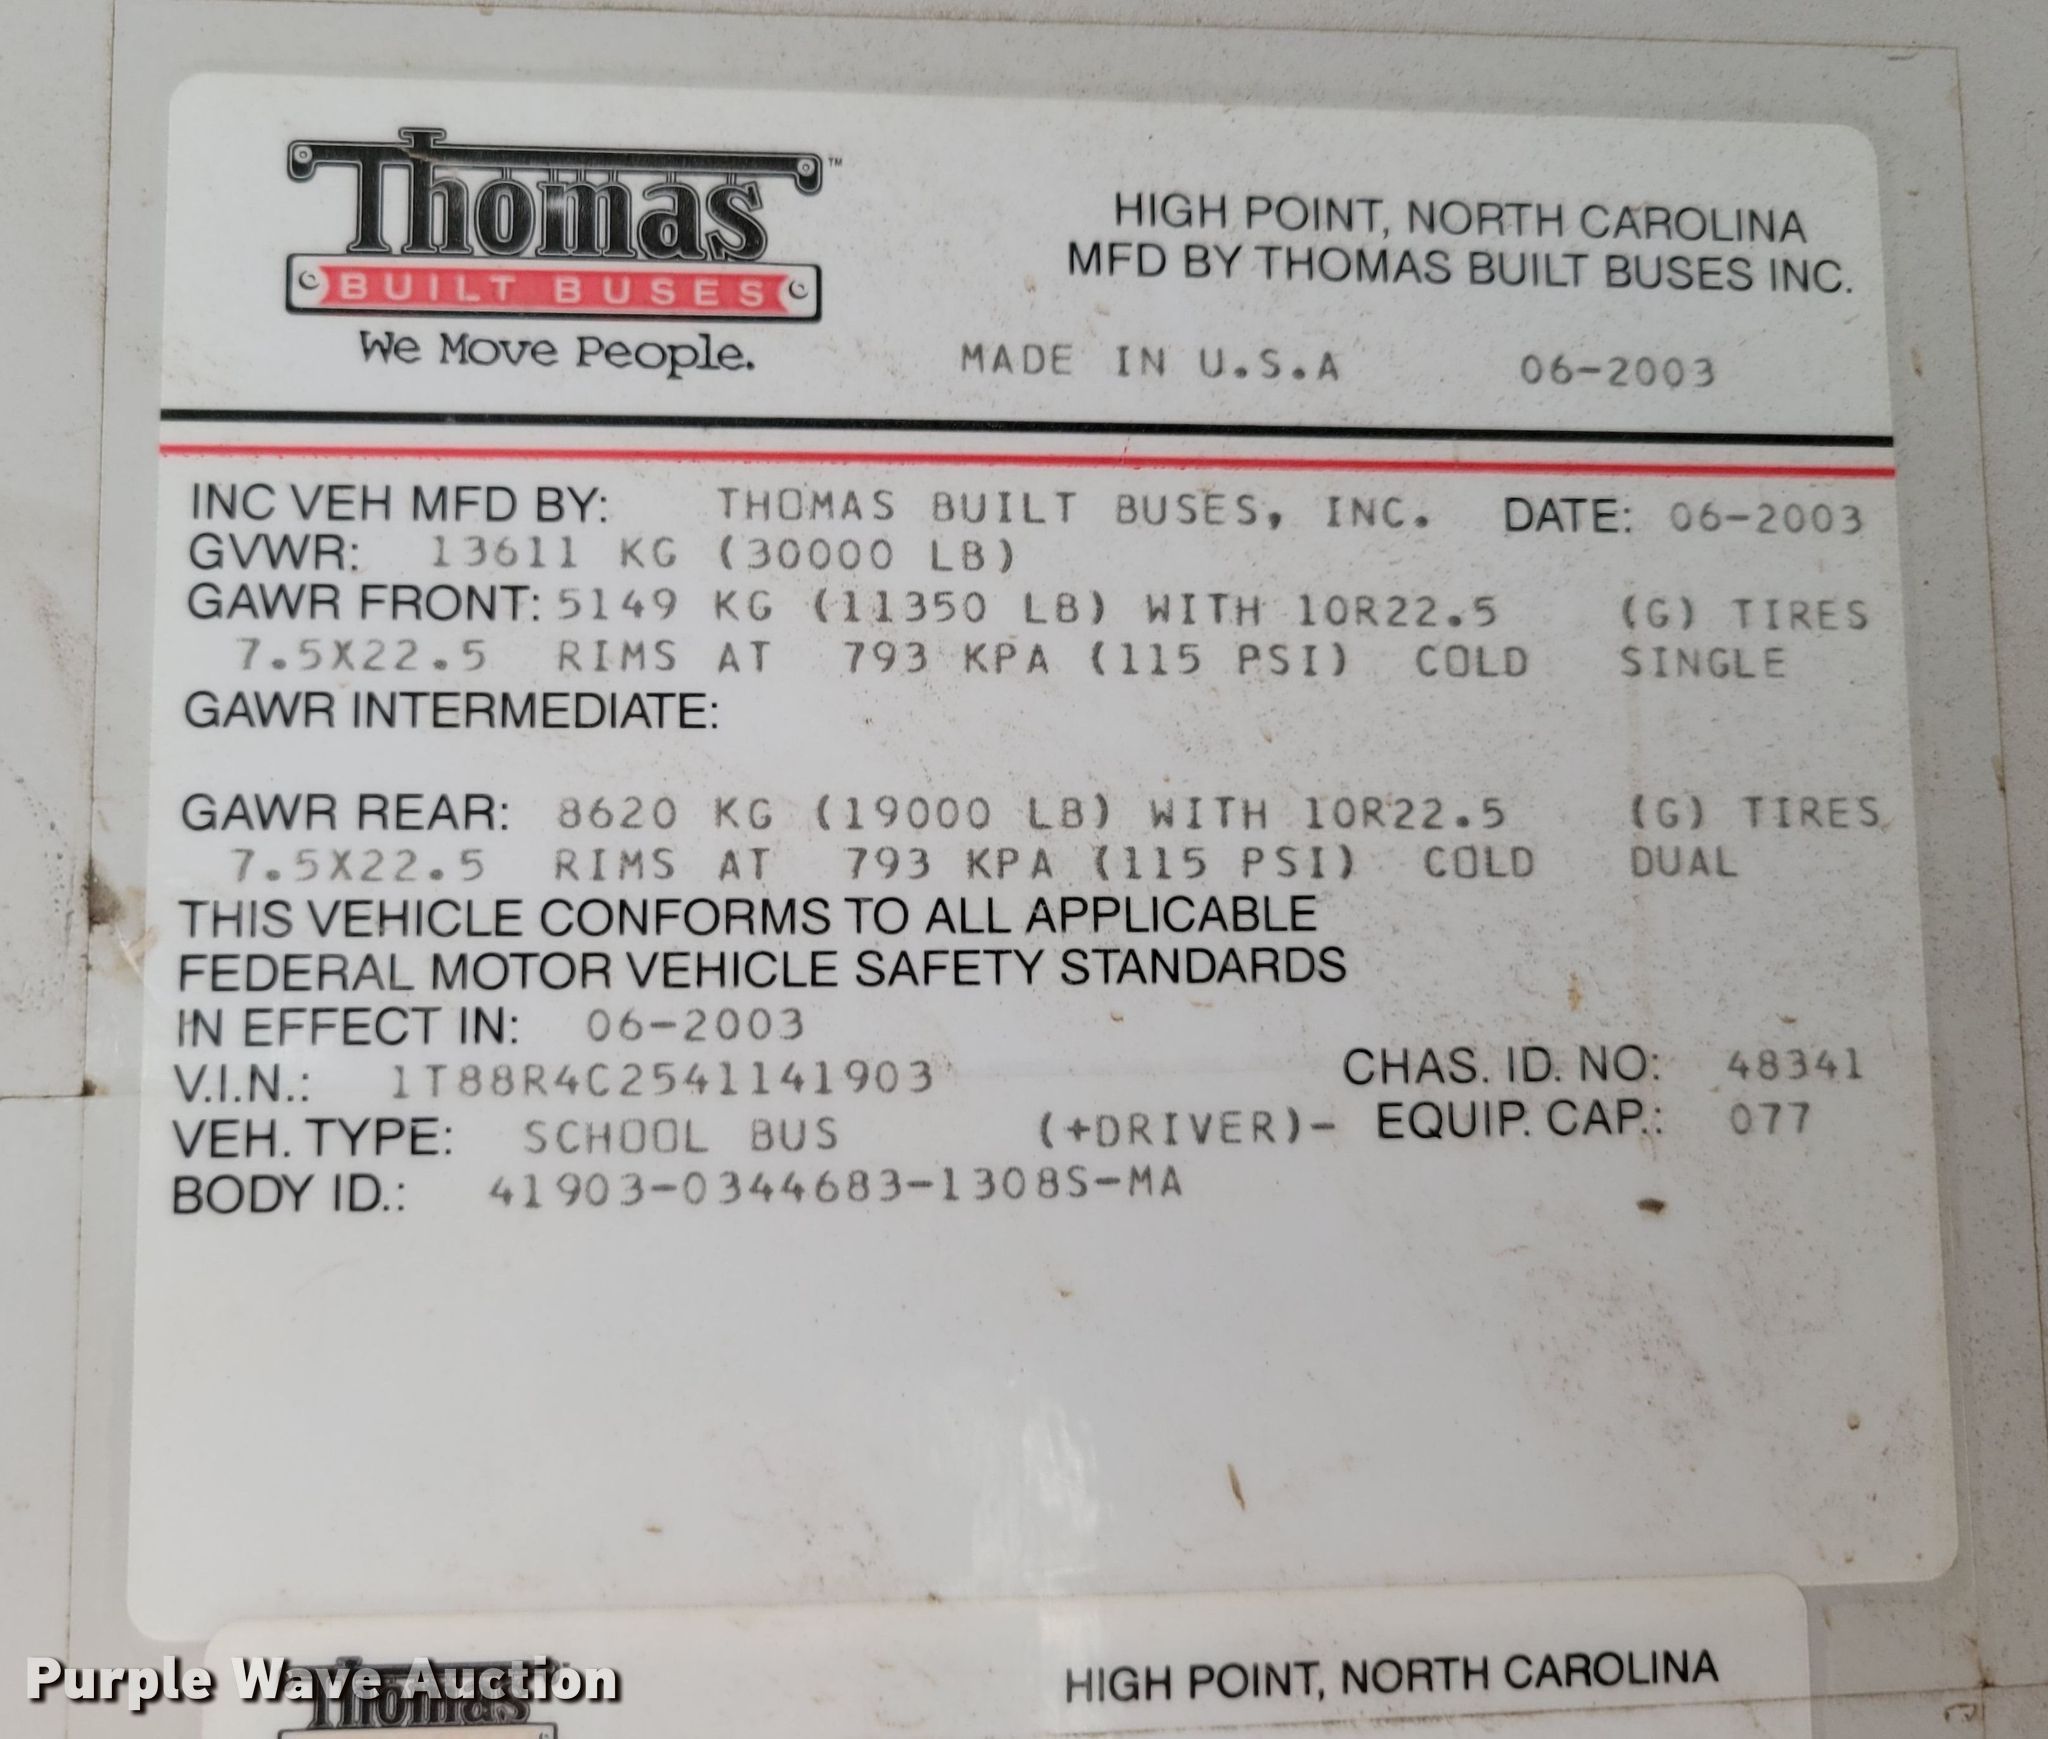 Thomas™
BUILT BUSES
We Move People.
HIGH POINT, NORTH CAROLINA
MFD BY THOMAS BUILT BUSES INC.
MADE IN U.S.A 06-2003
INC VEH MFD BY: THOMAS BUILT BUSES, INC. DATE: 06-2003
GVWR: 13611 KG (30000 LB)
GAWR FRONT: 5149 KG (11350 LB) WITH 10R22.5 (G) TIRES
7.5X22.5 RIMS AT 793 KPA (115 PSI) COLD SINGLE
GAWR INTERMEDIATE:
GAWR REAR: 8620 KG (19000 LB) WITH 10R22.5 (G) TIRES
7.5X22.5 RIMS AT 793 KPA (115 PSI) COLD DUAL
THIS VEHICLE CONFORMS TO ALL APPLICABLE
FEDERAL MOTOR VEHICLE SAFETY STANDARDS
IN EFFECT IN: 06-2003
V.I.N.: 1T88R4C2541141903 CHAS. ID. NO: 48341
VEH. TYPE: SCHOOL BUS (+DRIVER)- EQUIP. CAP.: 077
BODY ID.: 41903-0344683-1308S-MA
Purple Wave Auction
Thomas
HIGH POINT, NORTH CAROLINA